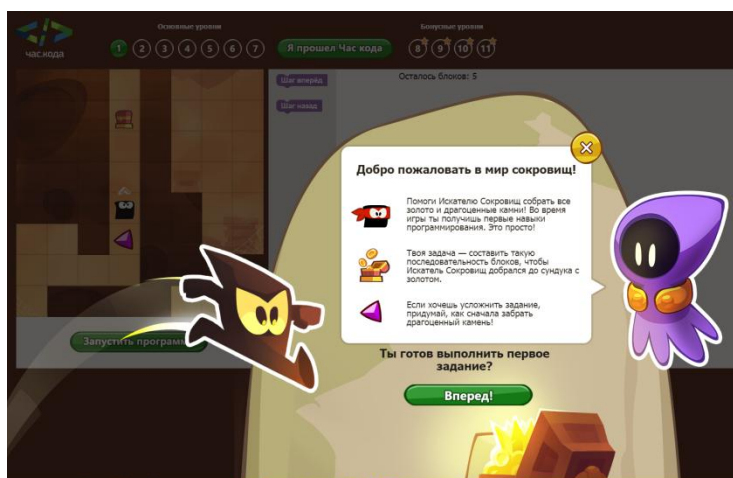 Основные уровни
Бонусные уровни
час.кода
1 2 3 4 5 6 7
Я прошел Час кода
8 9 10 11
Шаг вперёд
Осталось блоков: 5
Шаг назад
Добро пожаловать в мир сокровищ!
Помоги Искателю Сокровищ собрать все
золото и драгоценные камни! Во время
игры ты получишь первые навыки
программирования. Это просто!
Твоя задача — составить такую
последовательность блоков, чтобы
Искатель Сокровищ добрался до сундука с
золотом.
Если хочешь усложнить задание,
придумай, как сначала забрать
драгоценный камень!
Запустить програм
Ты готов выполнить первое
задание?
Вперед!